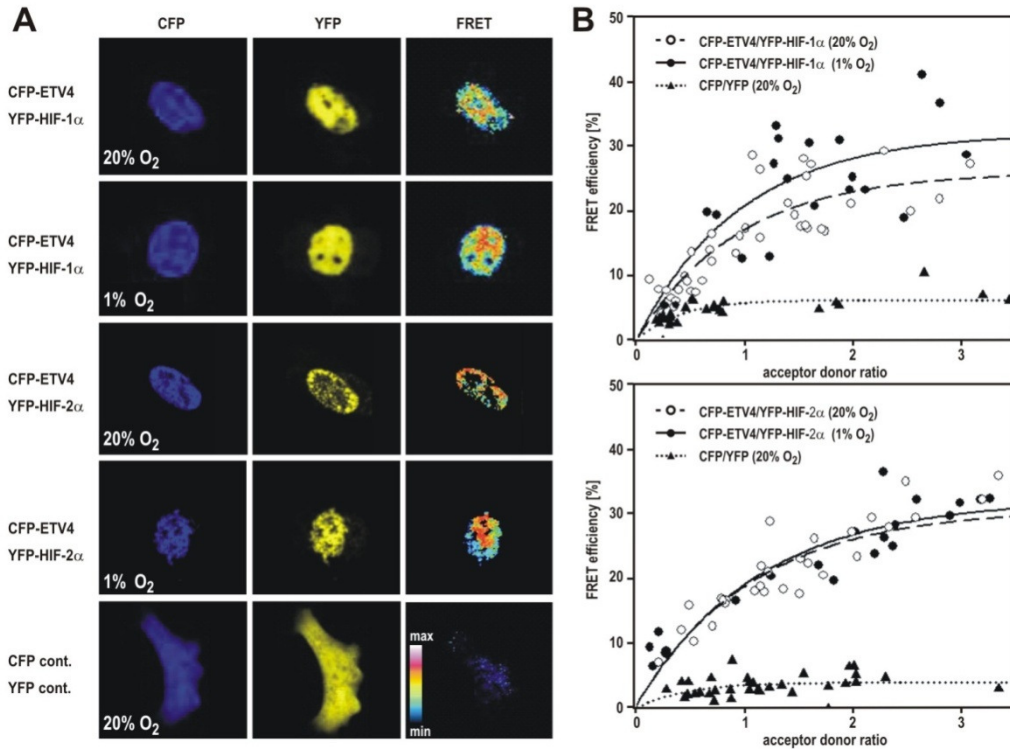 A
CFP YFP FRET
CFP-ETV4
YFP-HIF-1α
20% O₂
CFP-ETV4
YFP-HIF-1α
1% O₂
CFP-ETV4
YFP-HIF-2α
20% O₂
CFP-ETV4
YFP-HIF-2α
1% O₂
CFP cont.
YFP cont.
20% O₂
max
min
B
50
40
30
20
10
0
FRET efficiency [%]
CFP-ETV4/YFP-HIF-1α (20% O₂)
CFP-ETV4/YFP-HIF-1α (1% O₂)
CFP/YFP (20% O₂)
0 1 2 3
acceptor donor ratio
50
40
30
20
10
0
FRET efficiency [%]
CFP-ETV4/YFP-HIF-2α (20% O₂)
CFP-ETV4/YFP-HIF-2α (1% O₂)
CFP/YFP (20% O₂)
0 1 2 3
acceptor donor ratio